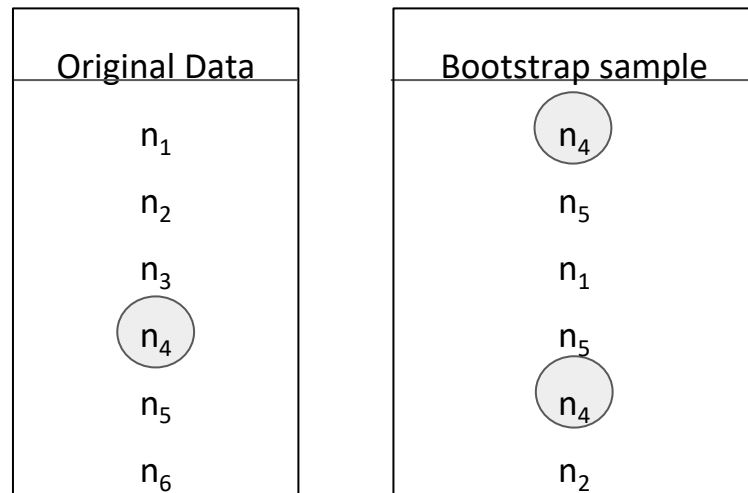 Original Data
n₁
n₂
n₃
n₄
n₅
n₆
Bootstrap sample
n₄
n₅
n₁
n₅
n₄
n₂